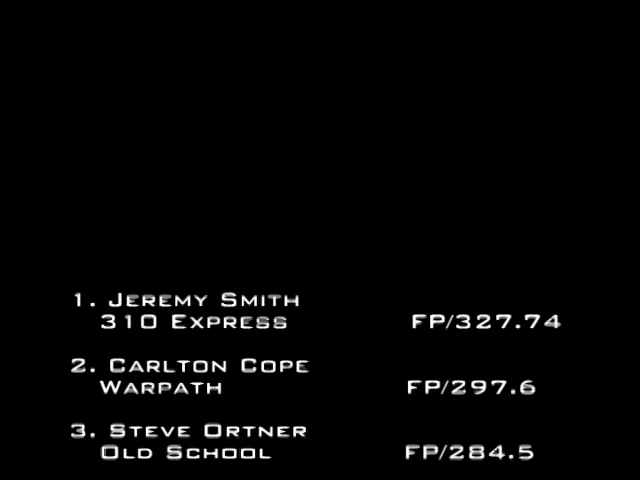 1. Jeremy Smith
310 Express FP/327.74
2. Carlton Cope
Warpath FP/297.6
3. Steve Ortner
Old School FP/284.5